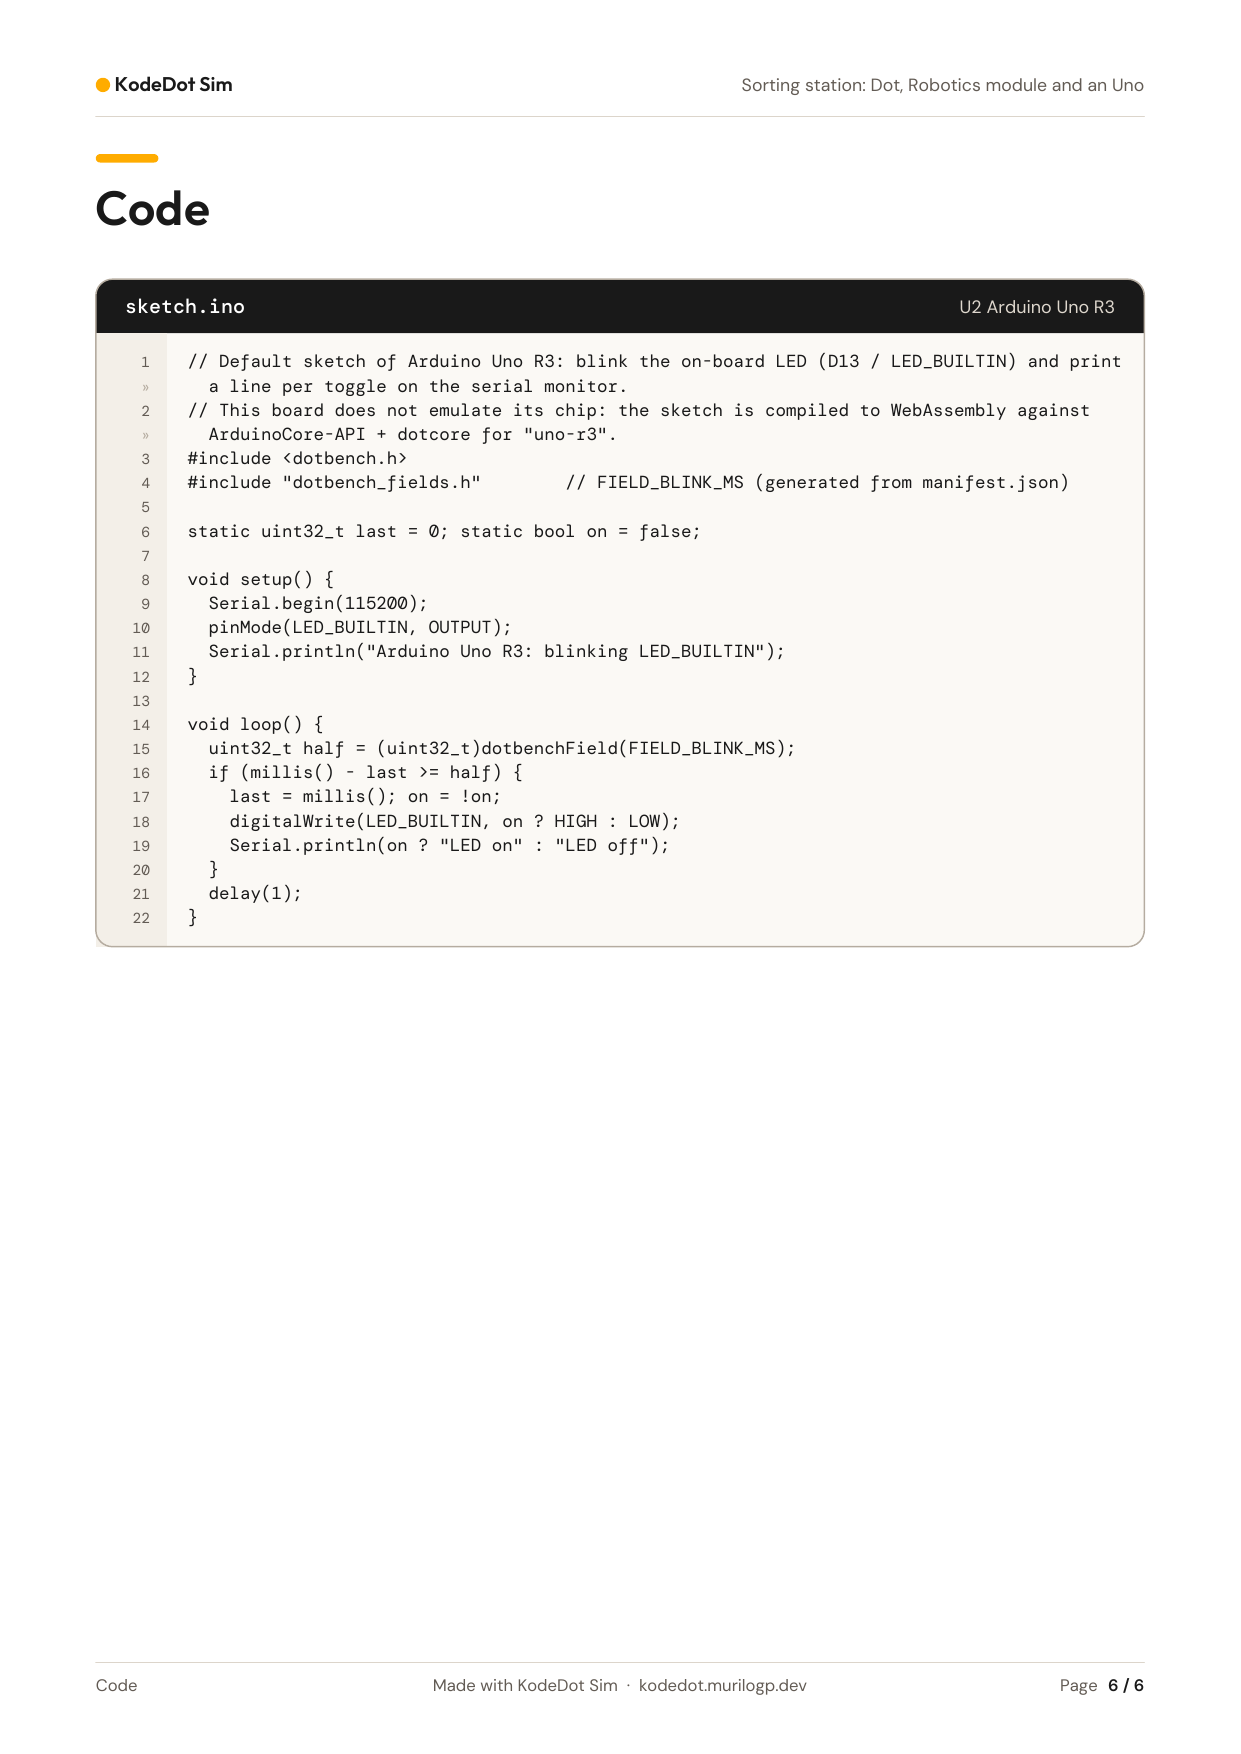 KodeDot Sim
Sorting station: Dot, Robotics module and an Uno
Code
sketch.ino
U2 Arduino Uno R3
1 // Default sketch of Arduino Uno R3: blink the on-board LED (D13 / LED_BUILTIN) and print
» a line per toggle on the serial monitor.
2 // This board does not emulate its chip: the sketch is compiled to WebAssembly against
» ArduinoCore-API + dotcore for "uno-r3".
3 #include <dotbench.h>
4 #include "dotbench_fields.h"        // FIELD_BLINK_MS (generated from manifest.json)
5
6 static uint32_t last = 0; static bool on = false;
7
8 void setup() {
9   Serial.begin(115200);
10   pinMode(LED_BUILTIN, OUTPUT);
11   Serial.println("Arduino Uno R3: blinking LED_BUILTIN");
12 }
13
14 void loop() {
15   uint32_t half = (uint32_t)dotbenchField(FIELD_BLINK_MS);
16   if (millis() - last >= half) {
17     last = millis(); on = !on;
18     digitalWrite(LED_BUILTIN, on ? HIGH : LOW);
19     Serial.println(on ? "LED on" : "LED off");
20   }
21   delay(1);
22 }
Code
Made with KodeDot Sim · kodedot.murilogp.dev
Page 6 / 6